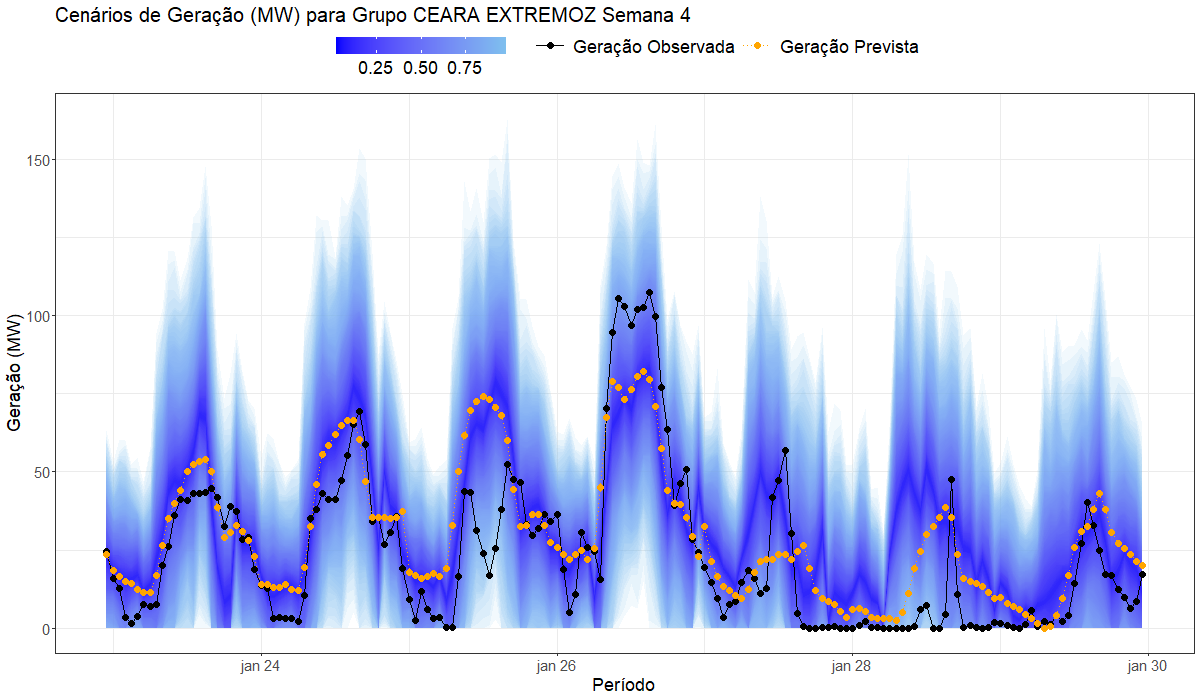 Cenários de Geração (MW) para Grupo CEARA EXTREMOZ Semana 4
0.25 0.50 0.75
Geração Observada
Geração Prevista
150
100
50
0
Geração (MW)
jan 24 jan 26 jan 28 jan 30
Período